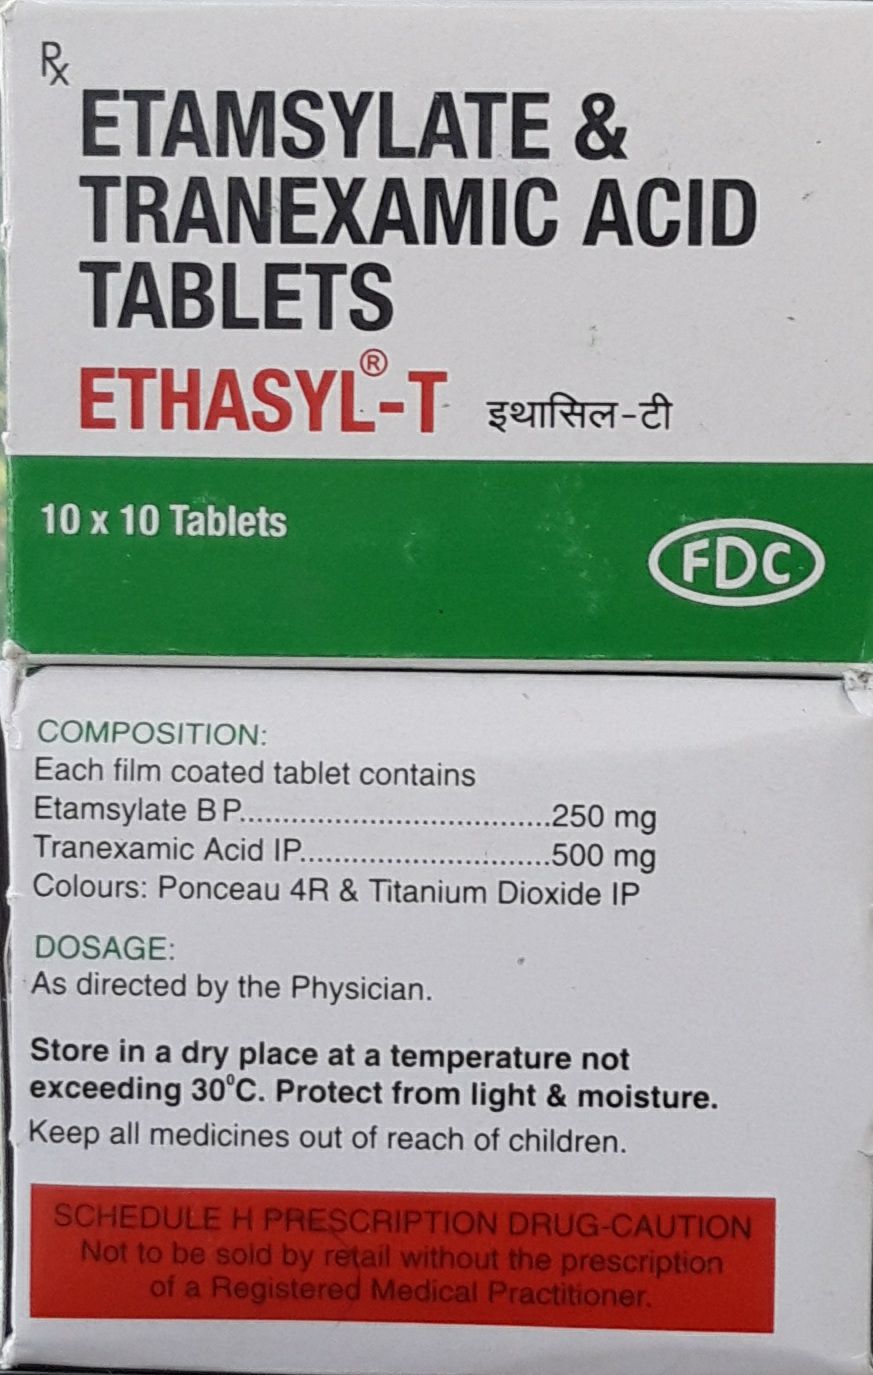 Rx
ETAMSYLATE &
TRANEXAMIC ACID
TABLETS
ETHASYL®-T इथासिल-टी
10 x 10 Tablets
FDC
COMPOSITION:
Each film coated tablet contains
Etamsylate B P....................................250 mg
Tranexamic Acid IP.............................500 mg
Colours: Ponceau 4R & Titanium Dioxide IP
DOSAGE:
As directed by the Physician.
Store in a dry place at a temperature not
exceeding 30⁰C. Protect from light & moisture.
Keep all medicines out of reach of children.
SCHEDULE H PRESCRIPTION DRUG-CAUTION
Not to be sold by retail without the prescription
of a Registered Medical Practitioner.